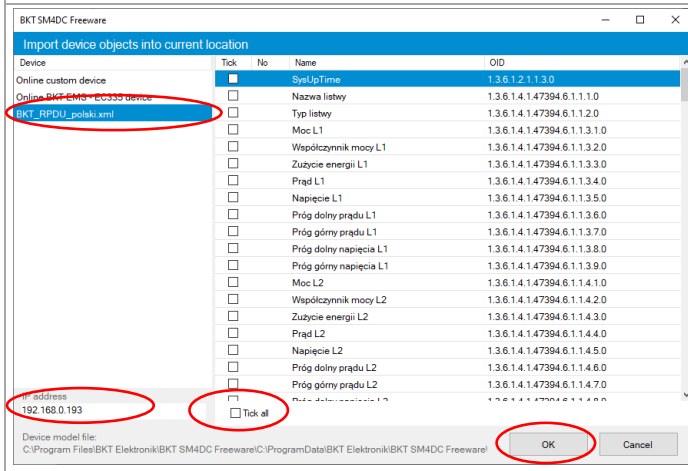 BKT SM4DC Freeware
Import device objects into current location
Device Tick No Name OID
Online custom device
Online BKT EMS - EC335 device
BKT_RPDU_polski.xml
SysUpTime 1.3.6.1.2.1.1.3.0
Nazwa listwy 1.3.6.1.4.1.47394.6.1.1.1.0
Typ listwy 1.3.6.1.4.1.47394.6.1.1.2.0
Moc L1 1.3.6.1.4.1.47394.6.1.1.3.1.0
Współczynnik mocy L1 1.3.6.1.4.1.47394.6.1.1.3.2.0
Zużycie energii L1 1.3.6.1.4.1.47394.6.1.1.3.3.0
Prąd L1 1.3.6.1.4.1.47394.6.1.1.3.4.0
Napięcie L1 1.3.6.1.4.1.47394.6.1.1.3.5.0
Próg dolny prądu L1 1.3.6.1.4.1.47394.6.1.1.3.6.0
Próg górny prądu L1 1.3.6.1.4.1.47394.6.1.1.3.7.0
Próg dolny napięcia L1 1.3.6.1.4.1.47394.6.1.1.3.8.0
Próg górny napięcia L1 1.3.6.1.4.1.47394.6.1.1.3.9.0
Moc L2 1.3.6.1.4.1.47394.6.1.1.4.1.0
Współczynnik mocy L2 1.3.6.1.4.1.47394.6.1.1.4.2.0
Zużycie energii L2 1.3.6.1.4.1.47394.6.1.1.4.3.0
Prąd L2 1.3.6.1.4.1.47394.6.1.1.4.4.0
Napięcie L2 1.3.6.1.4.1.47394.6.1.1.4.5.0
Próg dolny prądu L2 1.3.6.1.4.1.47394.6.1.1.4.6.0
Próg górny prądu L2 1.3.6.1.4.1.47394.6.1.1.4.7.0
IP address
192.168.0.193
Tick all
Device model file:
C:\Program Files\BKT Elektronik\BKT SM4DC Freeware\C:\ProgramData\BKT Elektronik\BKT SM4DC Freeware\
OK Cancel